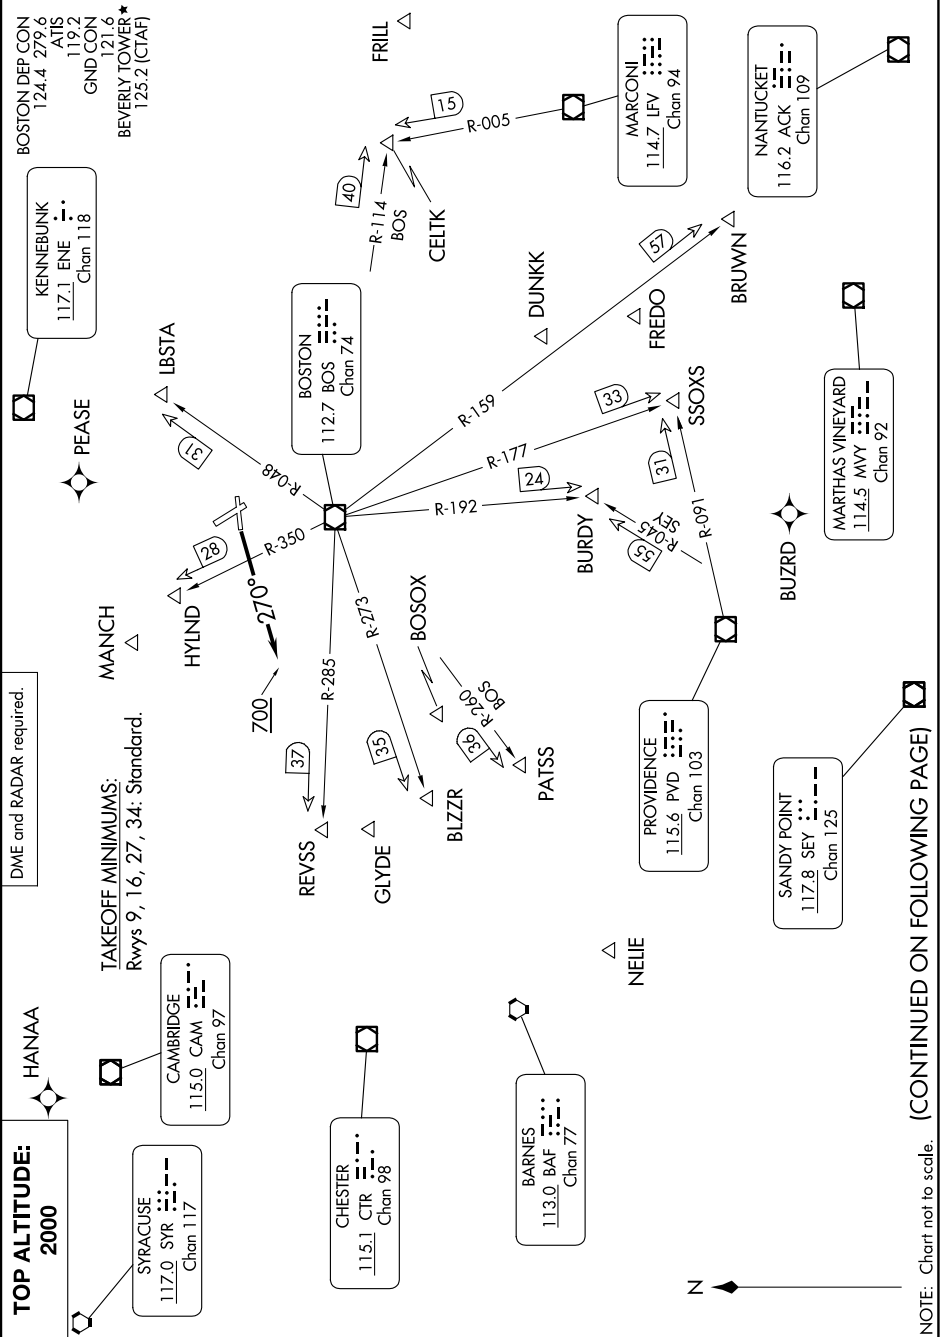 TOP ALTITUDE:
2000
HANAA
DME and RADAR required.
TAKEOFF MINIMUMS:
Rwys 9, 16, 27, 34: Standard.
BOSTON DEP CON
124.4 279.6
ATIS
119.2
GND CON
121.6
BEVERLY TOWER★
125.2 (CTAF)
SYRACUSE
117.0 SYR
Chan 117
CAMBRIDGE
115.0 CAM
Chan 97
MANCH
PEASE
KENNEBUNK
117.1 ENE
Chan 118
HYLND
LBSTA
28
31
R-350
R-048
270°
700
CHESTER
115.1 CTR
Chan 98
REVSS
37
R-285
GLYDE
35
R-273
BLZZR
BOSTON
112.7 BOS
Chan 74
40
R-114
BOS
CELTK
15
R-005
FRILL
BOSOX
R-260
BOS
36
PATSS
BARNES
113.0 BAF
Chan 77
NELIE
R-192
24
BURDY
R-177
33
SSOXS
R-159
DUNKK
FREDO
57
BRUWN
R-045
SEY
55
31
R-091
MARCONI
114.7 LFV
Chan 94
NANTUCKET
116.2 ACK
Chan 109
PROVIDENCE
115.6 PVD
Chan 103
BUZRD
MARTHAS VINEYARD
114.5 MVY
Chan 92
SANDY POINT
117.8 SEY
Chan 125
N
NOTE: Chart not to scale.
(CONTINUED ON FOLLOWING PAGE)